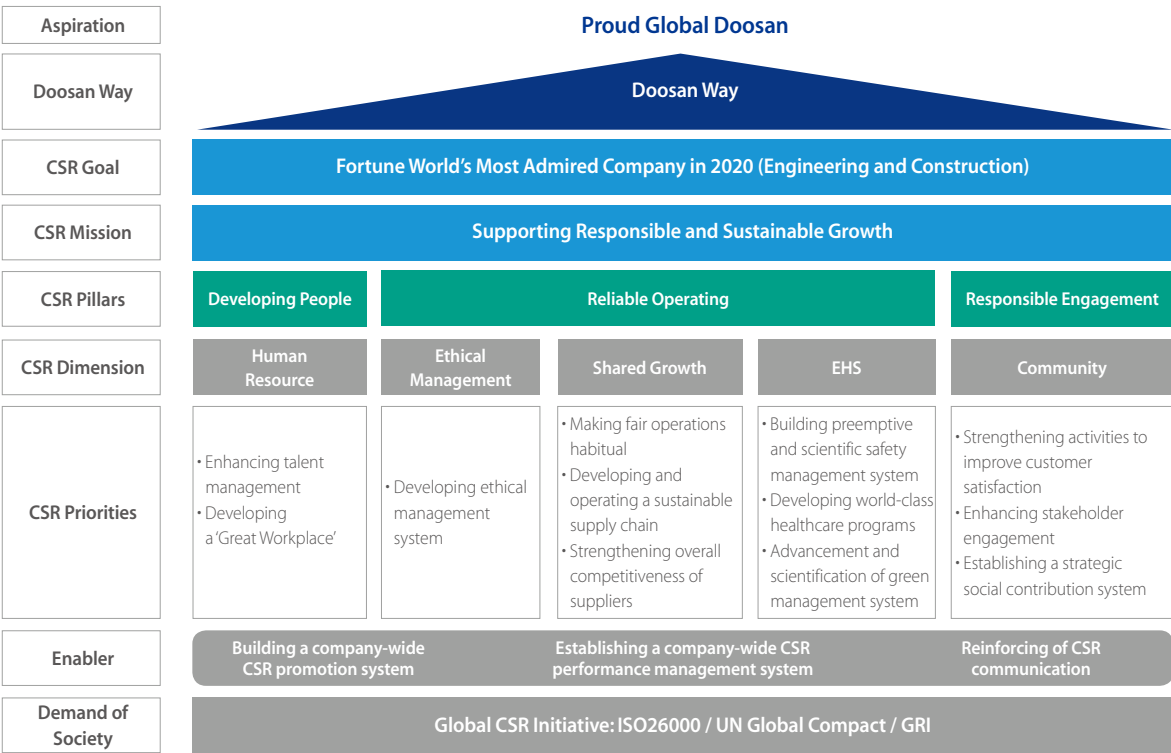 Aspiration
Proud Global Doosan
Doosan Way
Doosan Way
CSR Goal
Fortune World's Most Admired Company in 2020 (Engineering and Construction)
CSR Mission
Supporting Responsible and Sustainable Growth
CSR Pillars
Developing People
Reliable Operating
Responsible Engagement
CSR Dimension
Human
Resource
Ethical
Management
Shared Growth
EHS
Community
CSR Priorities
• Enhancing talent
management
• Developing
a 'Great Workplace'
• Developing ethical
management
system
• Making fair operations
habitual
• Developing and
operating a sustainable
supply chain
• Strengthening overall
competitiveness of
suppliers
• Building preemptive
and scientific safety
management system
• Developing world-class
healthcare programs
• Advancement and
scientification of green
management system
• Strengthening activities to
improve customer
satisfaction
• Enhancing stakeholder
engagement
• Establishing a strategic
social contribution system
Enabler
Building a company-wide
CSR promotion system
Establishing a company-wide CSR
performance management system
Reinforcing of CSR
communication
Demand of
Society
Global CSR Initiative: ISO26000 / UN Global Compact / GRI